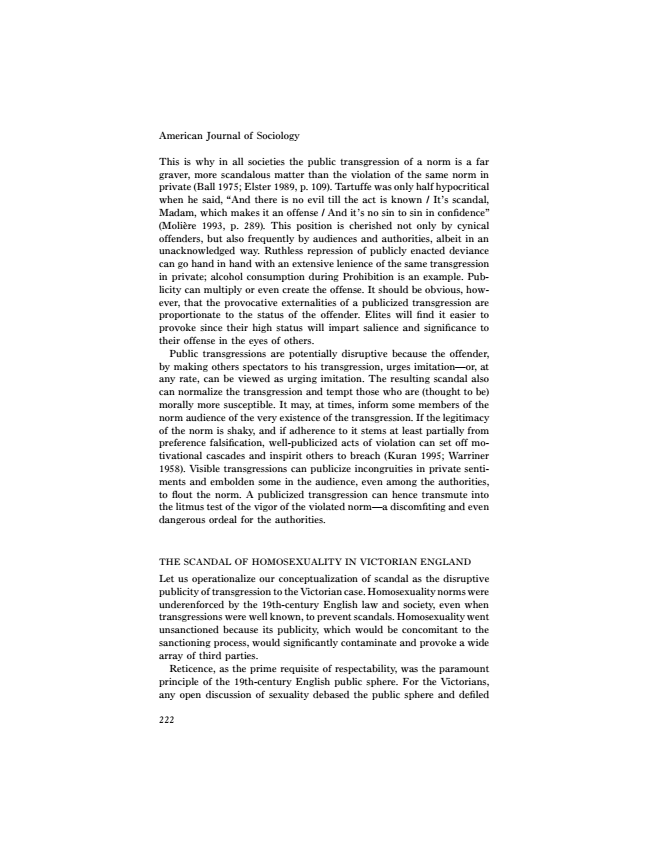 American Journal of Sociology
This is why in all societies the public transgression of a norm is a far
graver, more scandalous matter than the violation of the same norm in
private (Ball 1975; Elster 1989, p. 109). Tartuffe was only half hypocritical
when he said, “And there is no evil till the act is known / It’s scandal,
Madam, which makes it an offense / And it’s no sin to sin in confidence”
(Molière 1993, p. 289). This position is cherished not only by cynical
offenders, but also frequently by audiences and authorities, albeit in an
unacknowledged way. Ruthless repression of publicly enacted deviance
can go hand in hand with an extensive lenience of the same transgression
in private; alcohol consumption during Prohibition is an example. Pub-
licity can multiply or even create the offense. It should be obvious, how-
ever, that the provocative externalities of a publicized transgression are
proportionate to the status of the offender. Elites will find it easier to
provoke since their high status will impart salience and significance to
their offense in the eyes of others.
Public transgressions are potentially disruptive because the offender,
by making others spectators to his transgression, urges imitation—or, at
any rate, can be viewed as urging imitation. The resulting scandal also
can normalize the transgression and tempt those who are (thought to be)
morally more susceptible. It may, at times, inform some members of the
norm audience of the very existence of the transgression. If the legitimacy
of the norm is shaky, and if adherence to it stems at least partially from
preference falsification, well-publicized acts of violation can set off mo-
tivational cascades and inspirit others to breach (Kuran 1995; Warriner
1958). Visible transgressions can publicize incongruities in private senti-
ments and embolden some in the audience, even among the authorities,
to flout the norm. A publicized transgression can hence transmute into
the litmus test of the vigor of the violated norm—a discomfiting and even
dangerous ordeal for the authorities.
THE SCANDAL OF HOMOSEXUALITY IN VICTORIAN ENGLAND
Let us operationalize our conceptualization of scandal as the disruptive
publicity of transgression to the Victorian case. Homosexuality norms were
underenforced by the 19th-century English law and society, even when
transgressions were well known, to prevent scandals. Homosexuality went
unsanctioned because its publicity, which would be concomitant to the
sanctioning process, would significantly contaminate and provoke a wide
array of third parties.
Reticence, as the prime requisite of respectability, was the paramount
principle of the 19th-century English public sphere. For the Victorians,
any open discussion of sexuality debased the public sphere and defiled
222